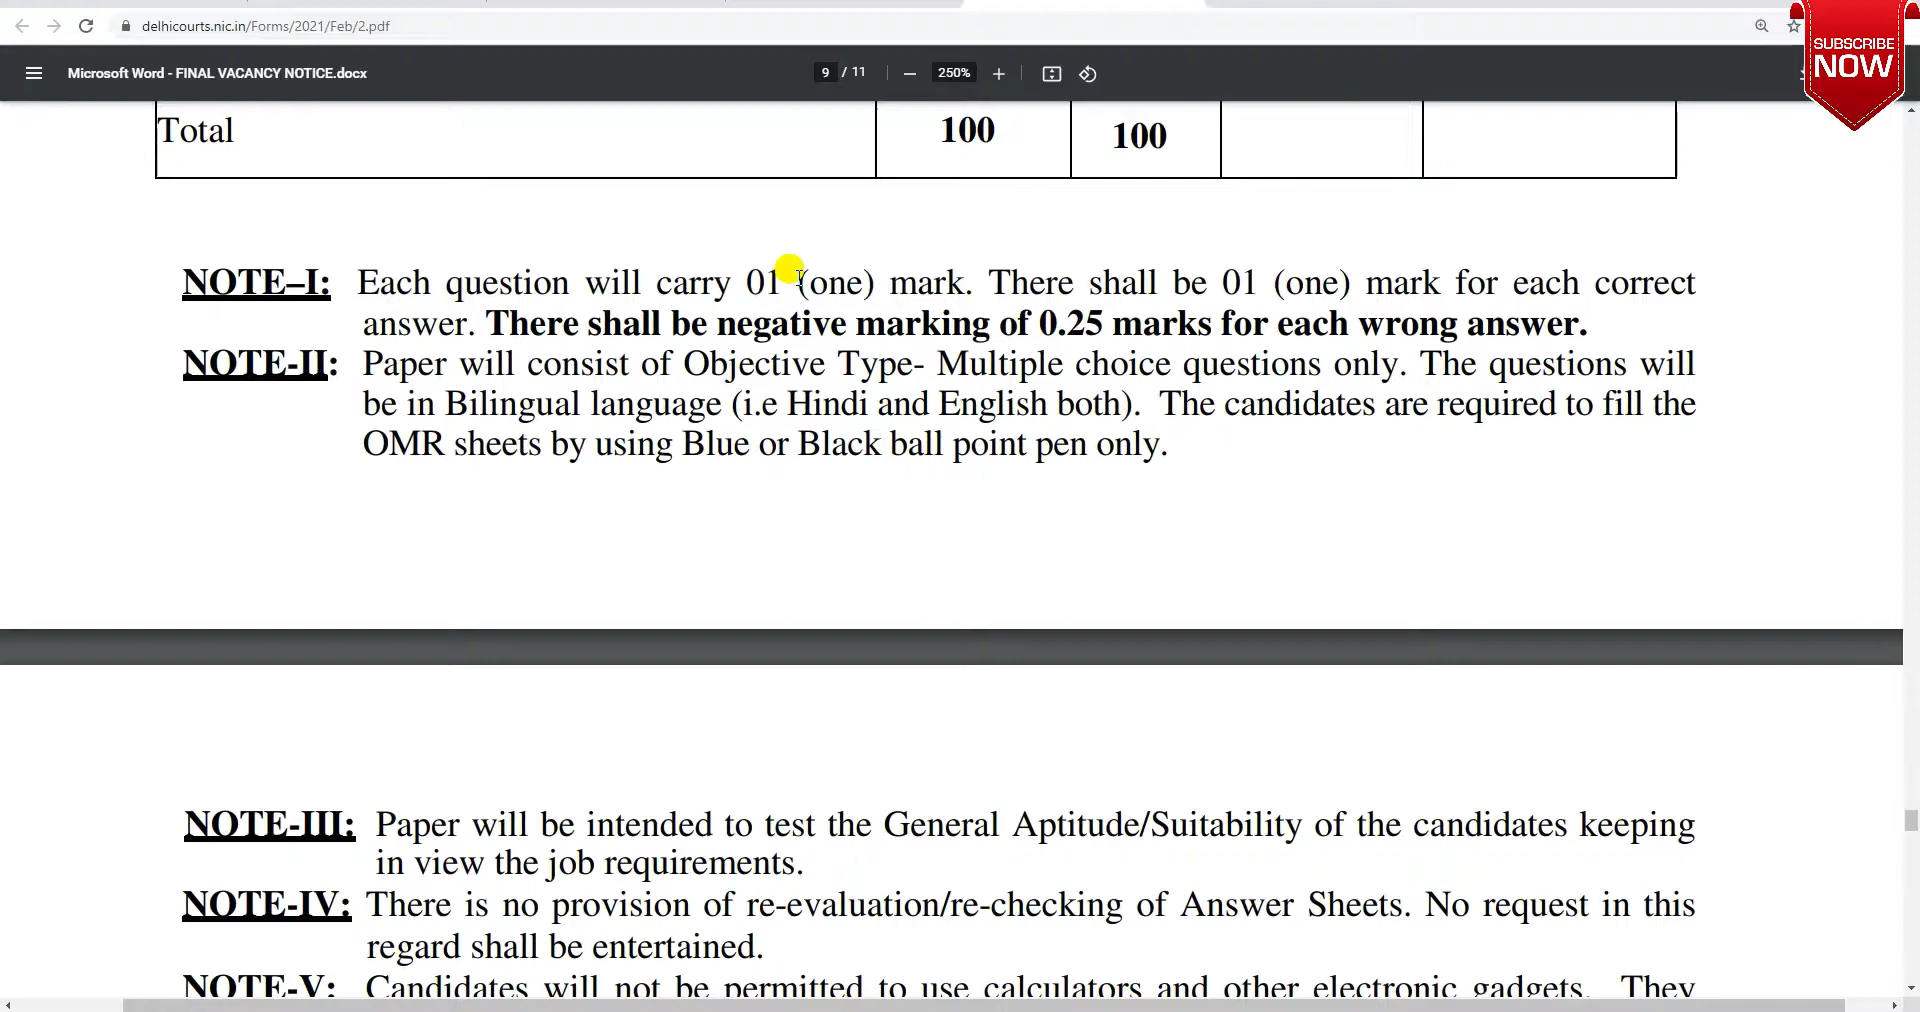 delhicourts.nic.in/Forms/2021/Feb/2.pdf
SUBSCRIBE
NOW
Microsoft Word - FINAL VACANCY NOTICE.docx
9 / 11
250%
Total 100 100
NOTE–I: Each question will carry 01 (one) mark. There shall be 01 (one) mark for each correct
answer. There shall be negative marking of 0.25 marks for each wrong answer.
NOTE-II: Paper will consist of Objective Type- Multiple choice questions only. The questions will
be in Bilingual language (i.e Hindi and English both). The candidates are required to fill the
OMR sheets by using Blue or Black ball point pen only.
NOTE-III: Paper will be intended to test the General Aptitude/Suitability of the candidates keeping
in view the job requirements.
NOTE-IV: There is no provision of re-evaluation/re-checking of Answer Sheets. No request in this
regard shall be entertained.
NOTE-V: Candidates will not be permitted to use calculators and other electronic gadgets. They